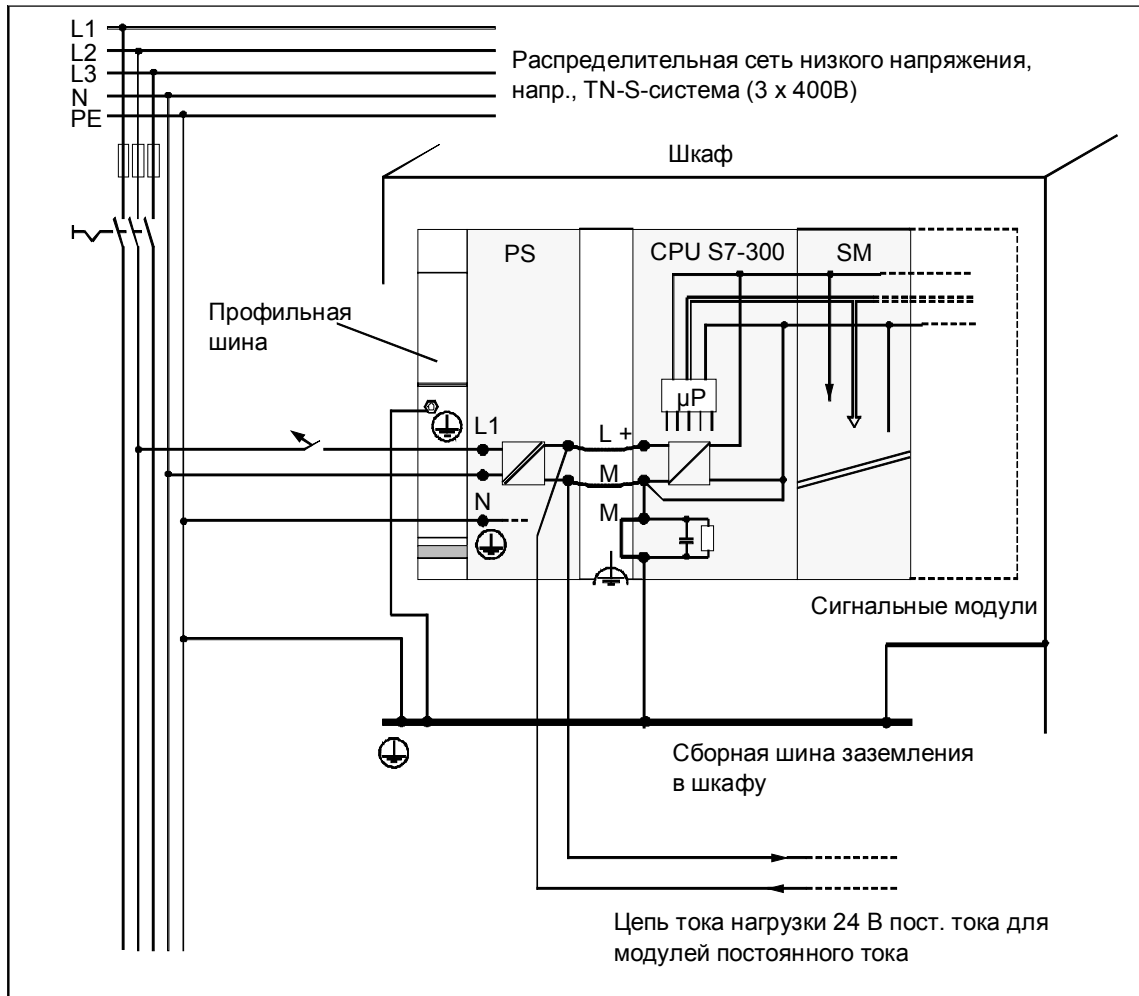 L1
L2
L3
N
PE
Распределительная сеть низкого напряжения,
напр., TN-S-система (3 x 400В)
Шкаф
PS
CPU S7-300
SM
Профильная
шина
µP
L1
L +
M
N
M
Сигнальные модули
Сборная шина заземления
в шкафу
Цепь тока нагрузки 24 В пост. тока для
модулей постоянного тока